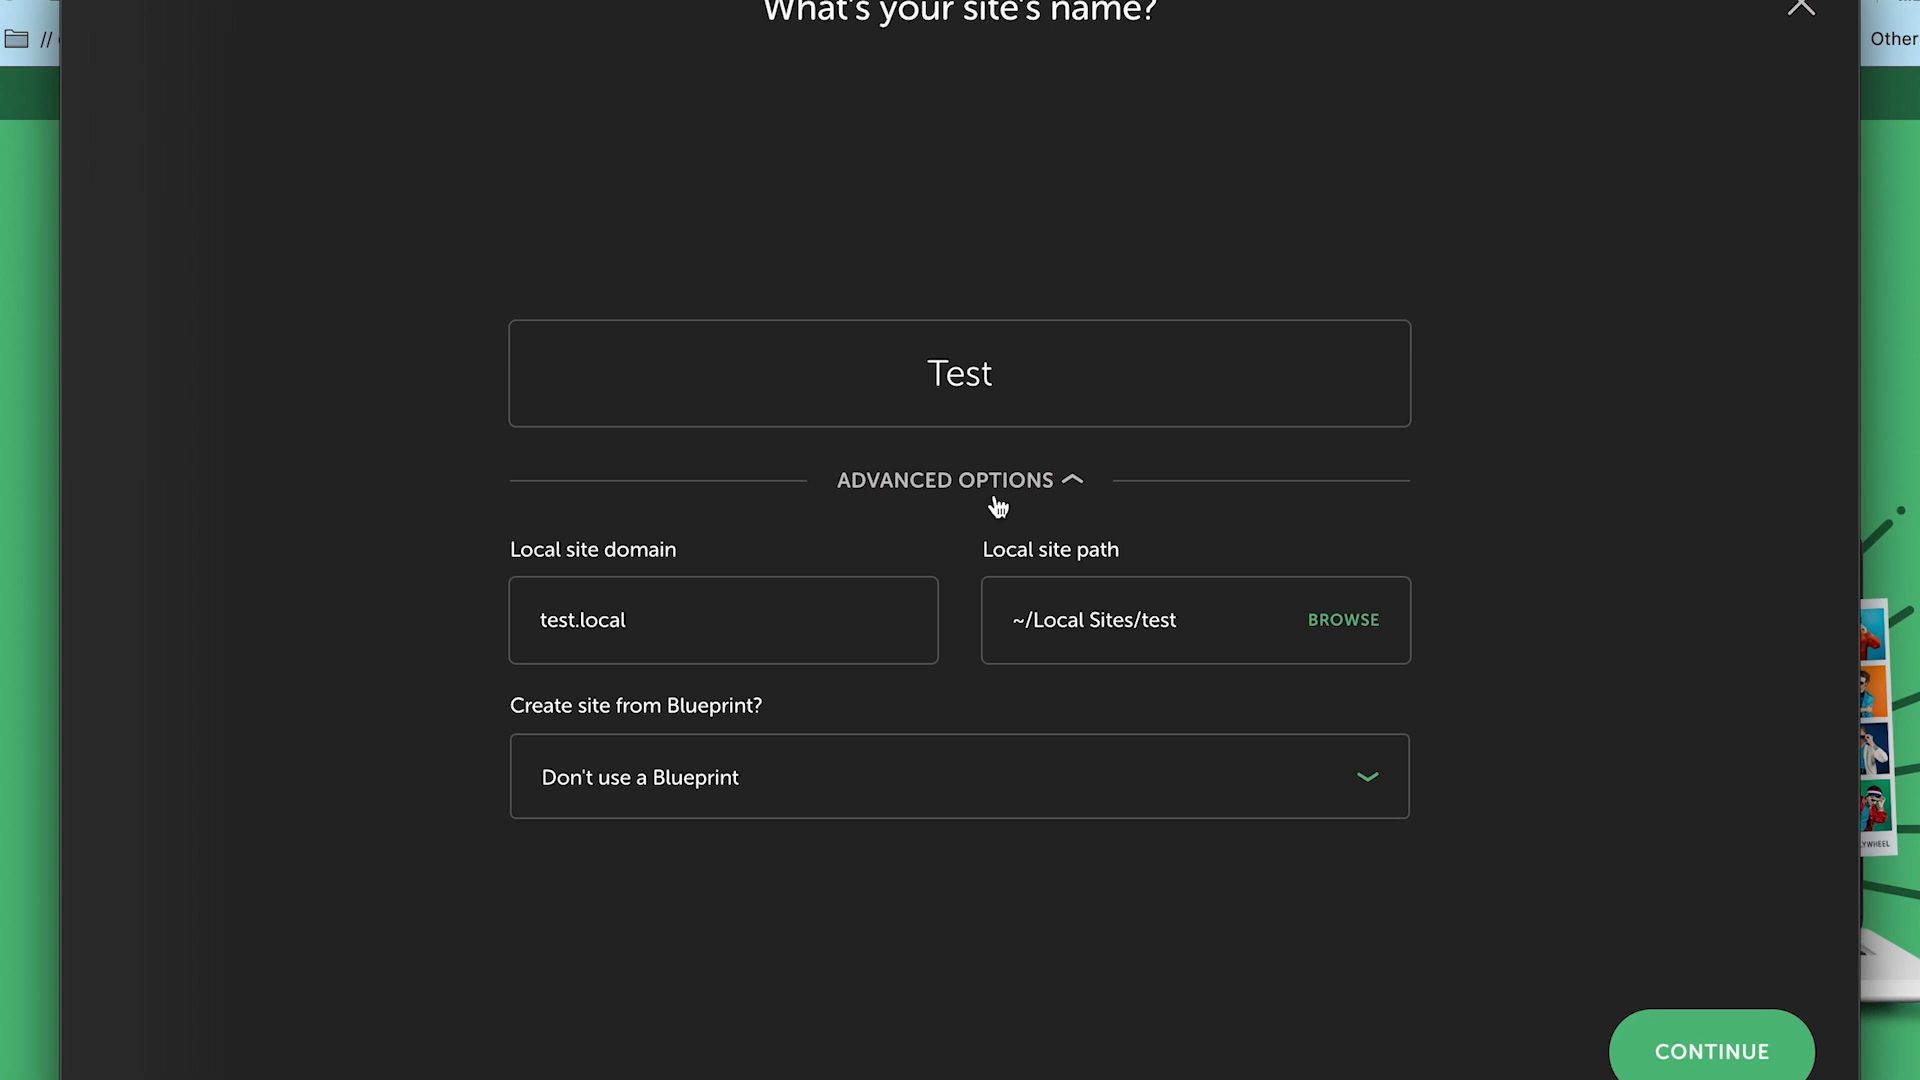 What's your site's name?
//
Other
Test
ADVANCED OPTIONS
Local site domain
Local site path
test.local
~/Local Sites/test
BROWSE
Create site from Blueprint?
Don't use a Blueprint
YWHEEL
CONTINUE